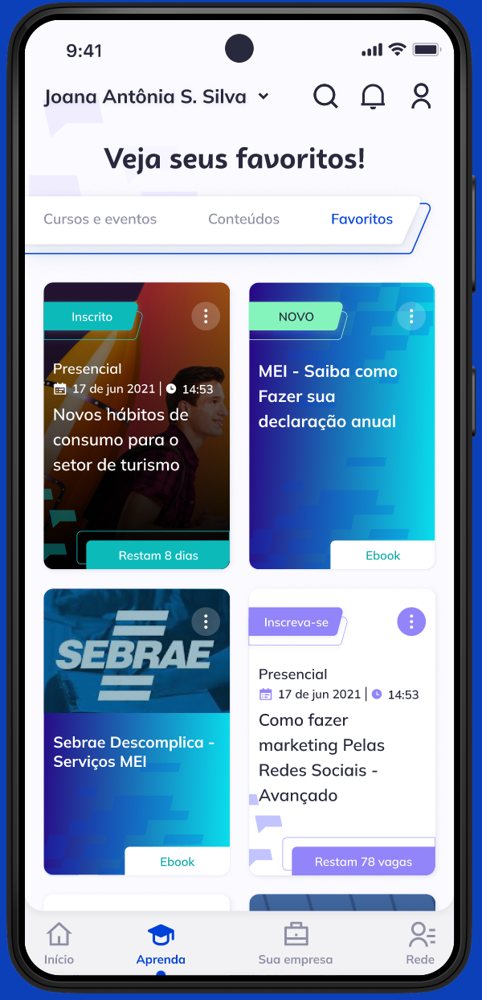 9:41
Joana Antônia S. Silva
Veja seus favoritos!
Cursos e eventos
Conteúdos
Favoritos
Inscrito
Presencial
17 de jun 2021 | 14:53
Novos hábitos de
consumo para o
setor de turismo
Restam 8 dias
NOVO
MEI - Saiba como
Fazer sua
declaração anual
Ebook
SEBRAE
Sebrae Descomplica -
Serviços MEI
Ebook
Inscreva-se
Presencial
17 de jun 2021 | 14:53
Como fazer
marketing Pelas
Redes Sociais -
Avançado
Restam 78 vagas
Início
Aprenda
Sua empresa
Rede